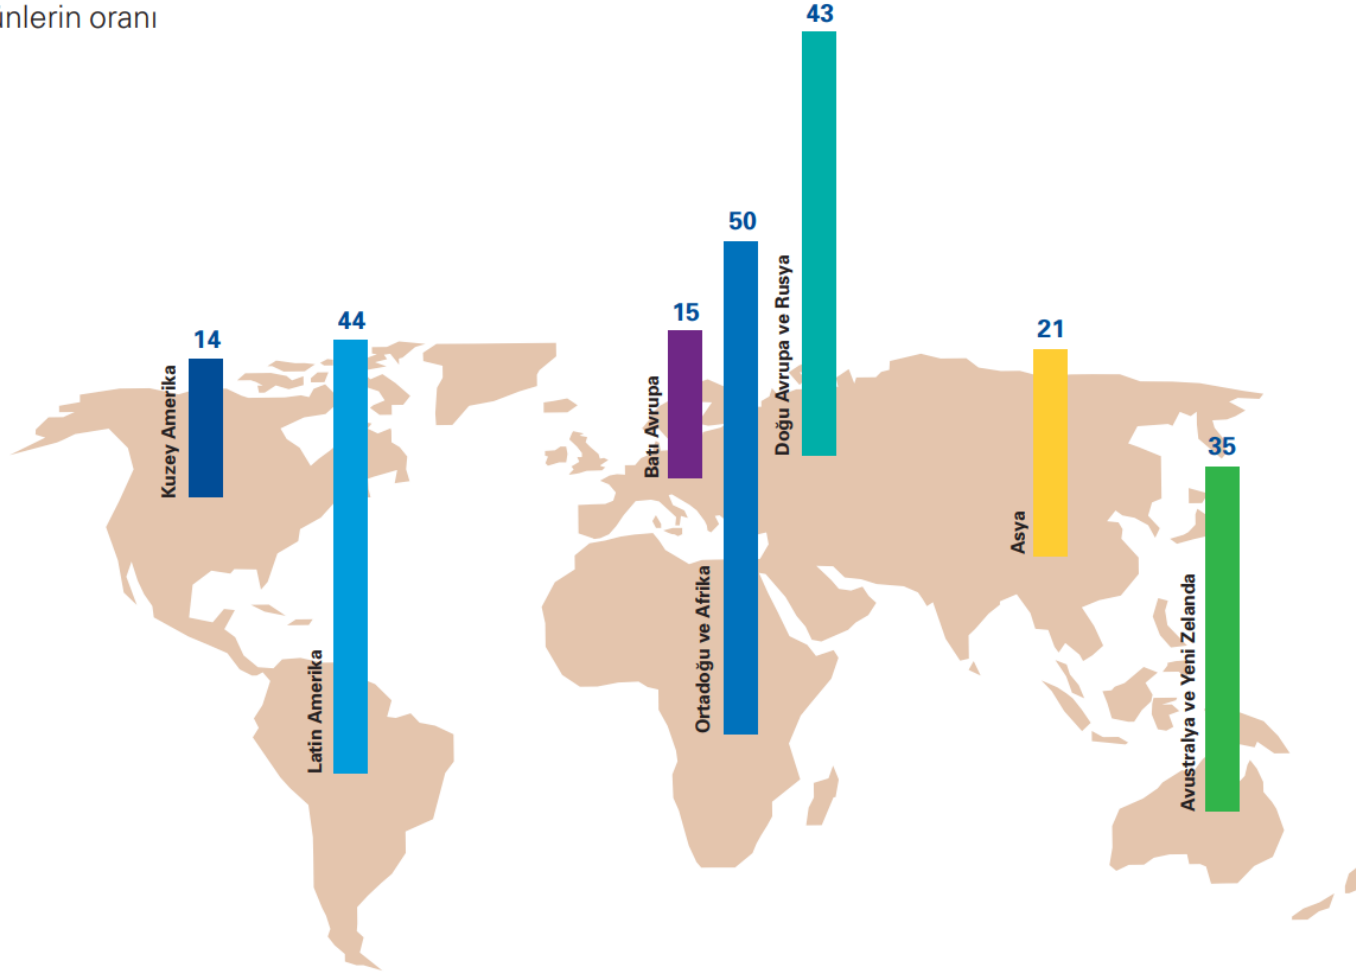 oranı
43
50
44
14
15
21
35
Kuzey Amerika
Latin Amerika
Batı Avrupa
Ortadoğu ve Afrika
Doğu Avrupa ve Rusya
Asya
Avustralya ve Yeni Zelanda